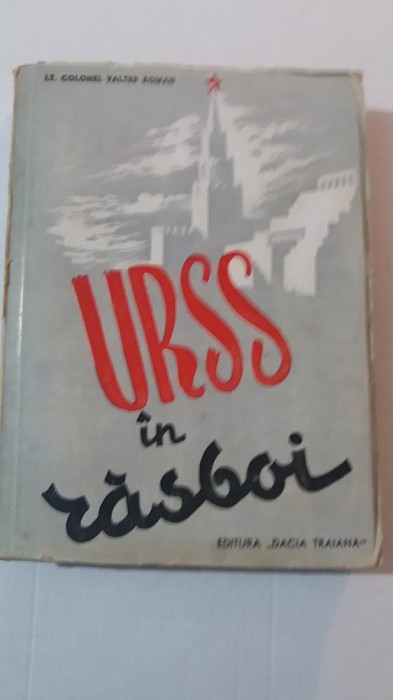 LT. COLONEL VALTER ROMAN
URSS
în
răsboi
EDITURA „DACIA TRAIANA"